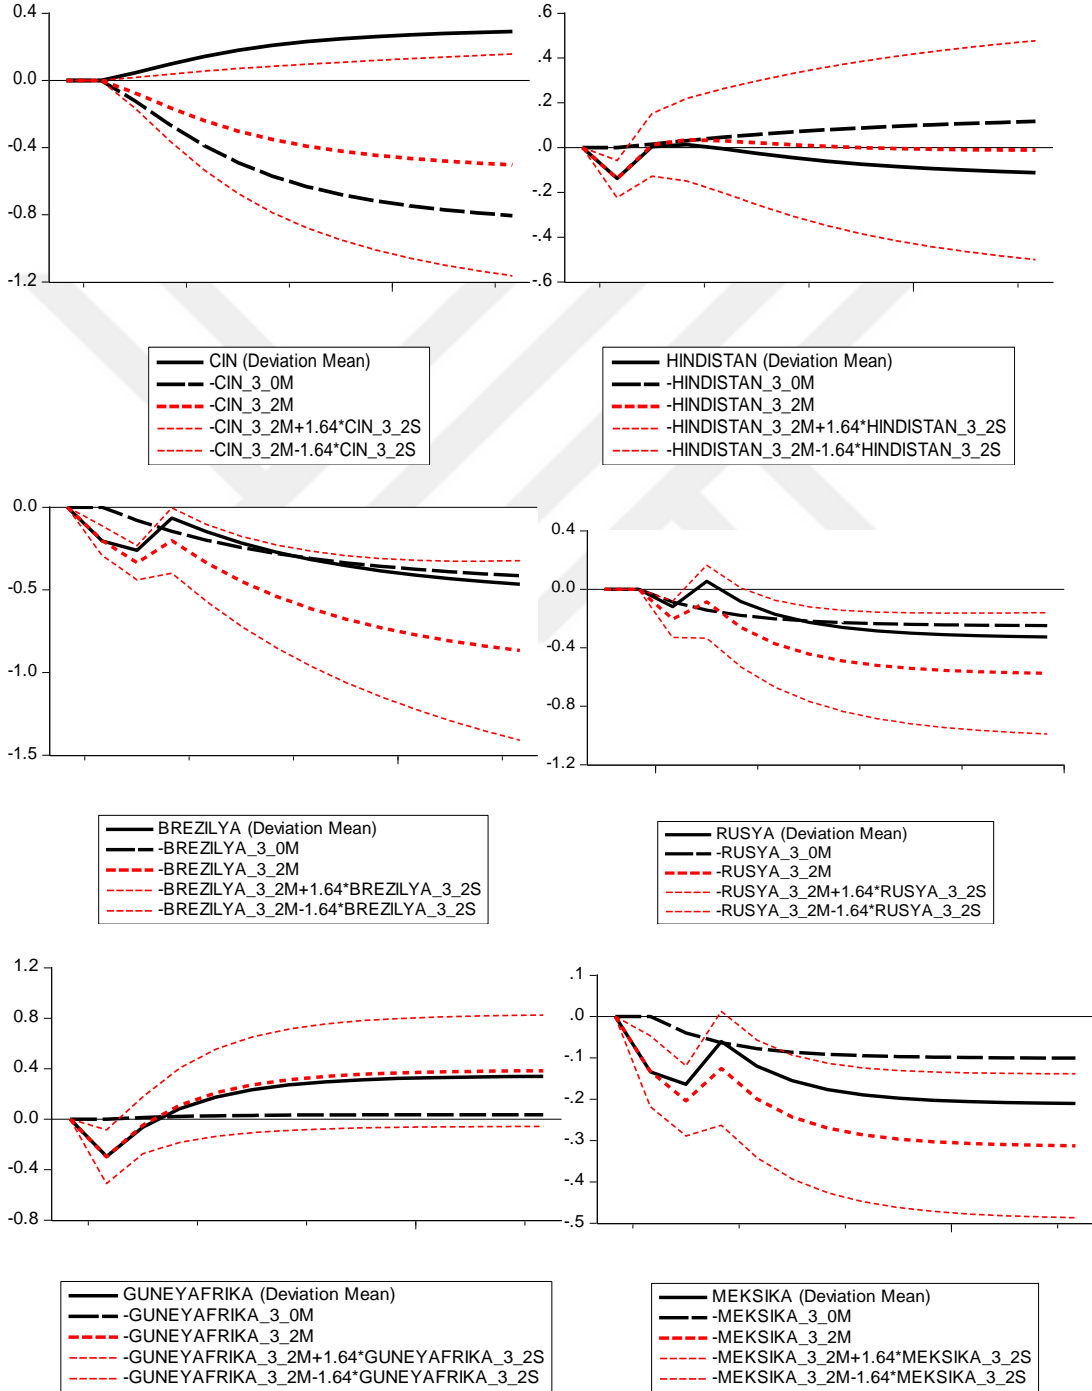 0.4
0.0
-0.4
-0.8
-1.2
.6
.4
.2
.0
-.2
-.4
-.6
CIN (Deviation Mean)
-CIN_3_0M
-CIN_3_2M
-CIN_3_2M+1.64*CIN_3_2S
-CIN_3_2M-1.64*CIN_3_2S
HINDISTAN (Deviation Mean)
-HINDISTAN_3_0M
-HINDISTAN_3_2M
-HINDISTAN_3_2M+1.64*HINDISTAN_3_2S
-HINDISTAN_3_2M-1.64*HINDISTAN_3_2S
0.0
-0.5
-1.0
-1.5
0.4
0.0
-0.4
-0.8
-1.2
BREZILYA (Deviation Mean)
-BREZILYA_3_0M
-BREZILYA_3_2M
-BREZILYA_3_2M+1.64*BREZILYA_3_2S
-BREZILYA_3_2M-1.64*BREZILYA_3_2S
RUSYA (Deviation Mean)
-RUSYA_3_0M
-RUSYA_3_2M
-RUSYA_3_2M+1.64*RUSYA_3_2S
-RUSYA_3_2M-1.64*RUSYA_3_2S
1.2
0.8
0.4
0.0
-0.4
-0.8
.1
.0
-.1
-.2
-.3
-.4
-.5
GUNEYAFRIKA (Deviation Mean)
-GUNEYAFRIKA_3_0M
-GUNEYAFRIKA_3_2M
-GUNEYAFRIKA_3_2M+1.64*GUNEYAFRIKA_3_2S
-GUNEYAFRIKA_3_2M-1.64*GUNEYAFRIKA_3_2S
MEKSIKA (Deviation Mean)
-MEKSIKA_3_0M
-MEKSIKA_3_2M
-MEKSIKA_3_2M+1.64*MEKSIKA_3_2S
-MEKSIKA_3_2M-1.64*MEKSIKA_3_2S